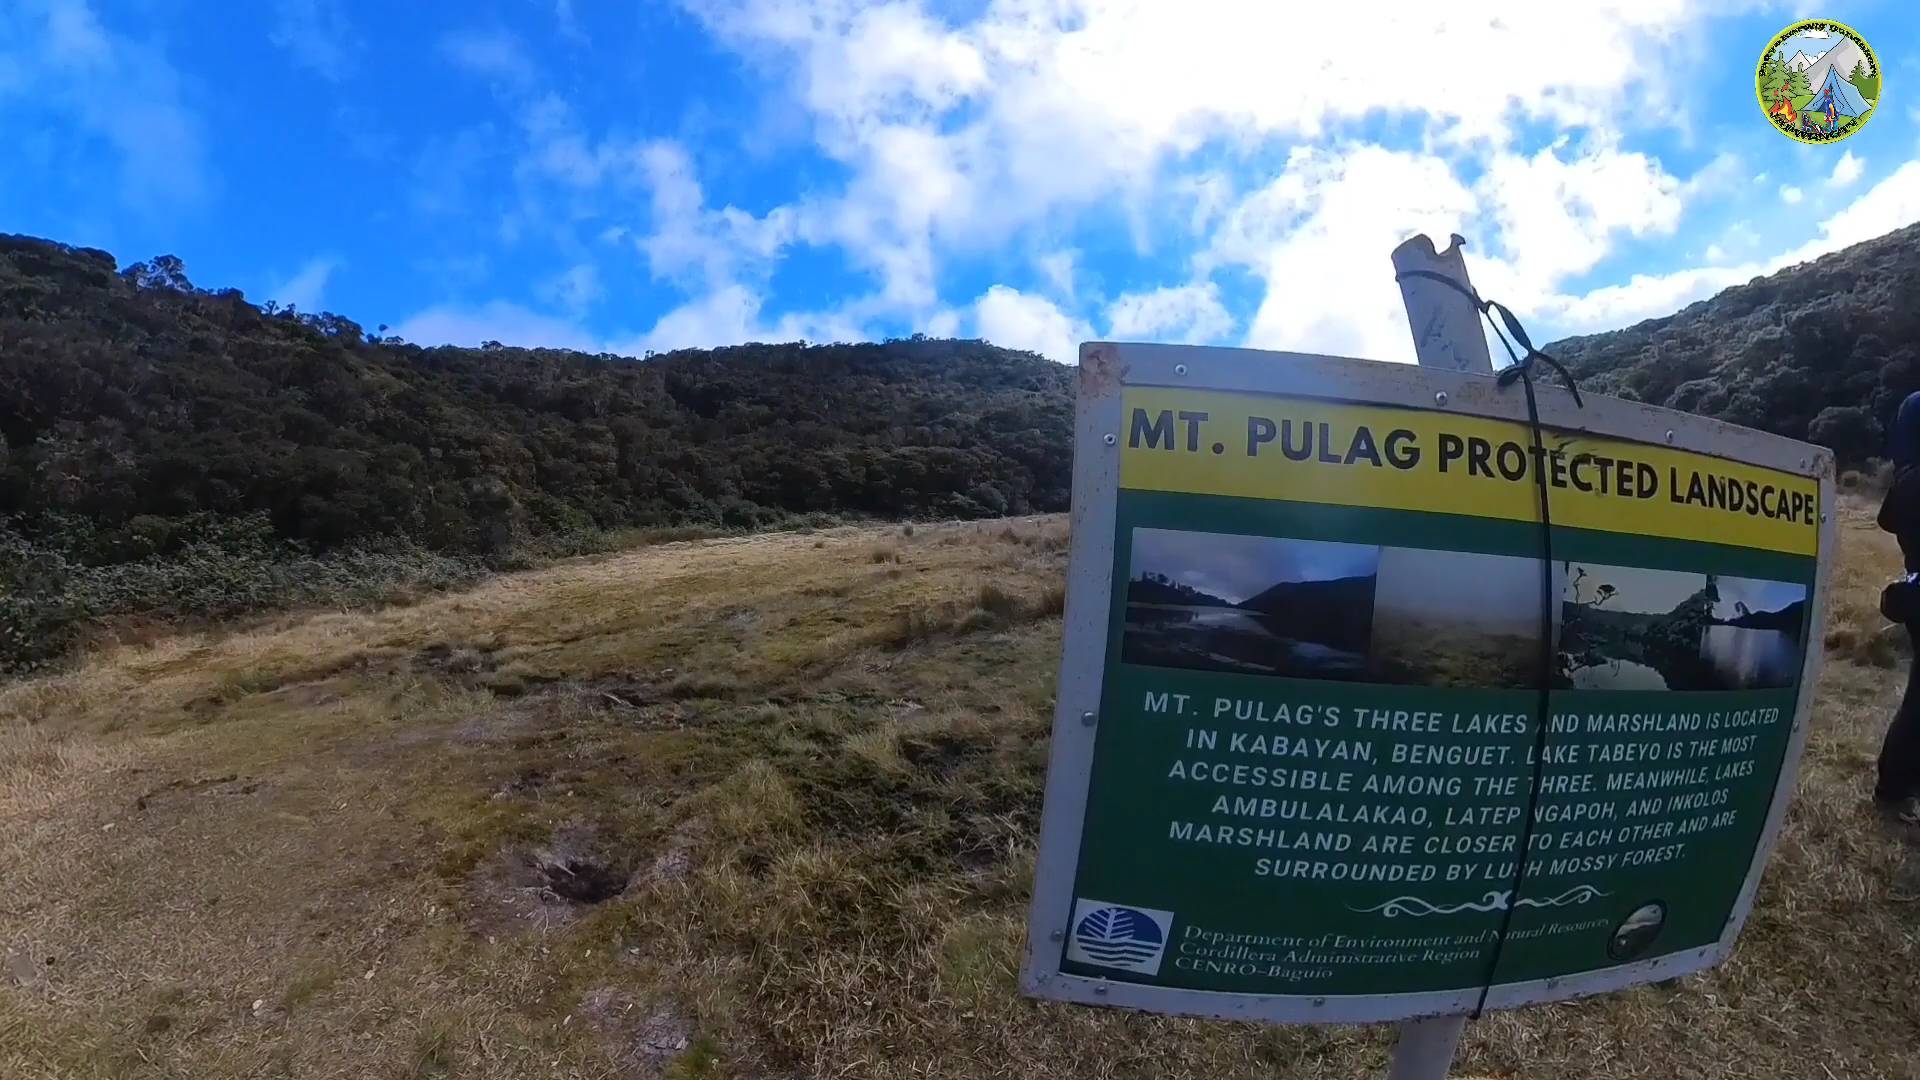 MT. PULAG PROTECTED LANDSCAPE
MT. PULAG'S THREE LAKES AND MARSHLAND IS LOCATED
IN KABAYAN, BENGUET. LAKE TABEYO IS THE MOST
ACCESSIBLE AMONG THE THREE. MEANWHILE, LAKES
AMBULALAKAO, LATEP NGAPOH, AND INKOLOS
MARSHLAND ARE CLOSER TO EACH OTHER AND ARE
SURROUNDED BY LUSH MOSSY FOREST.
Department of Environment and Natural Resources
Cordillera Administrative Region
CENRO-Baguio